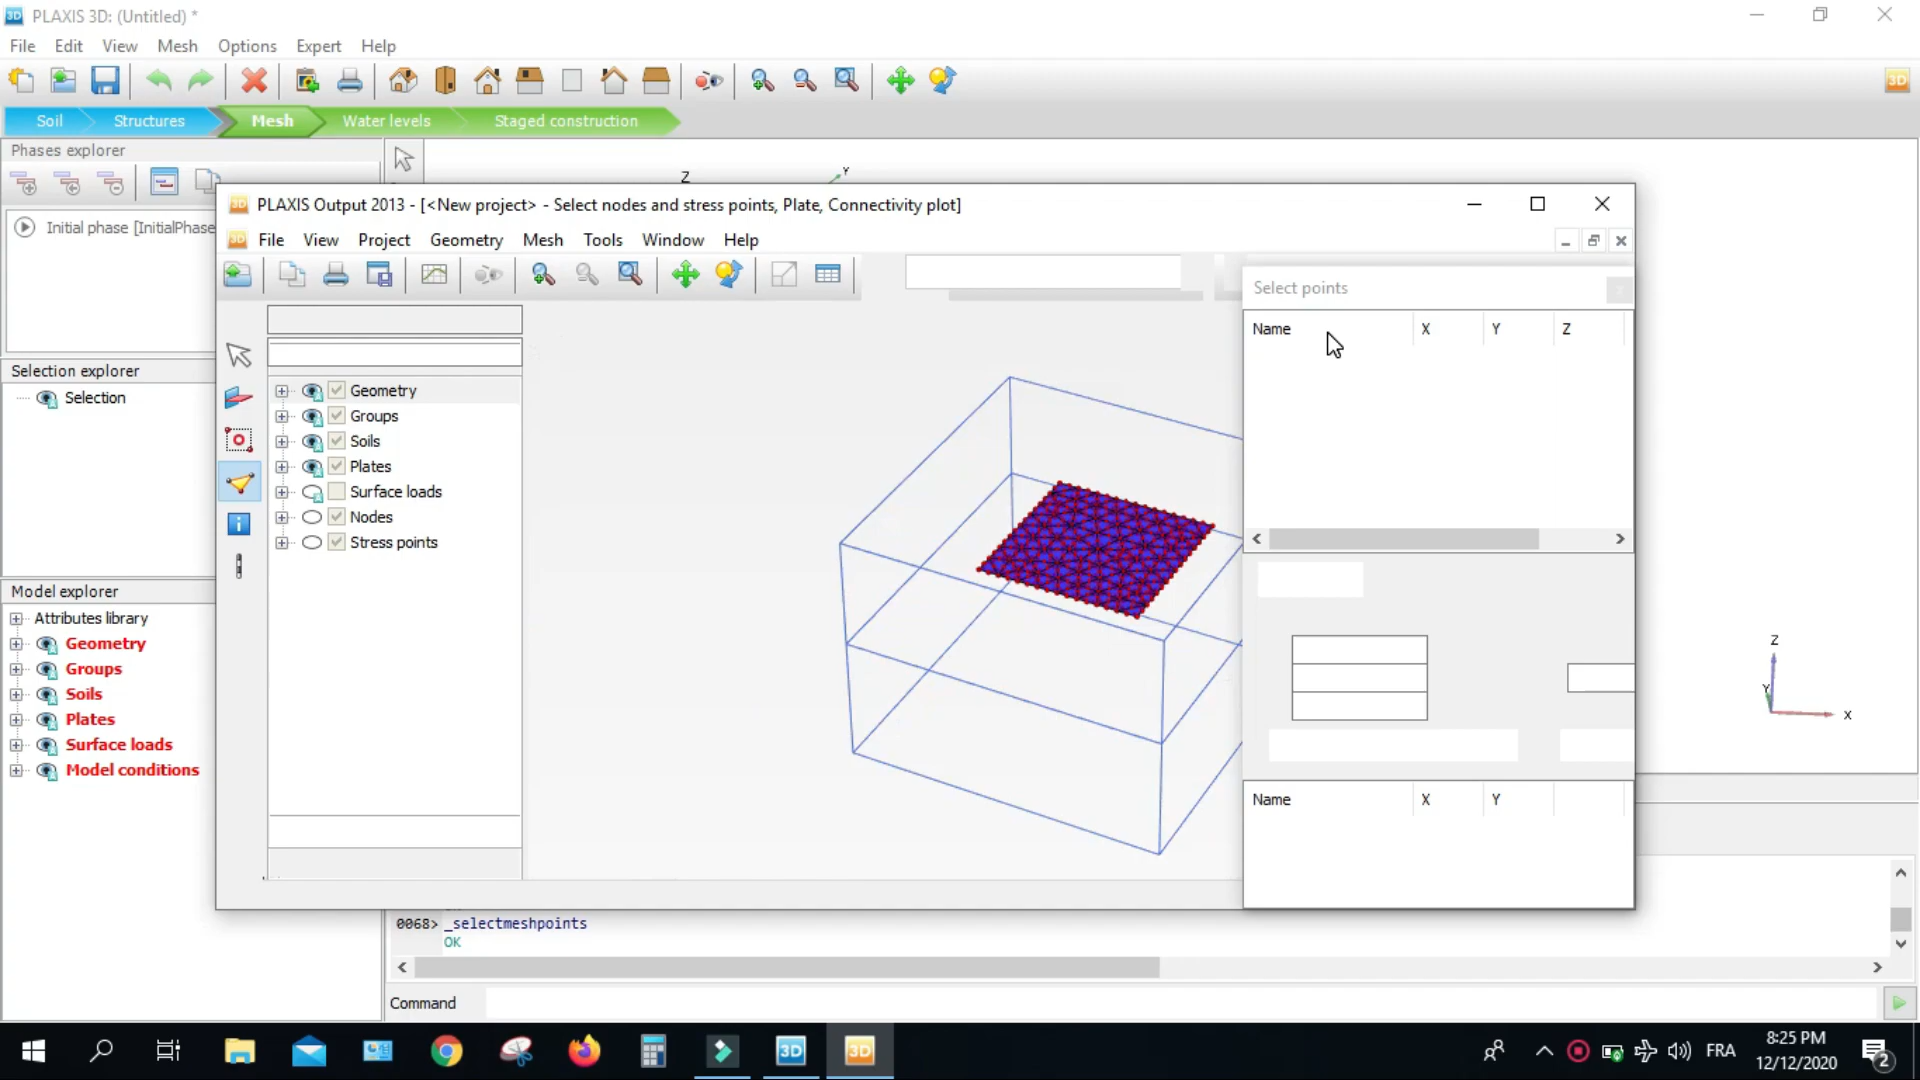 PLAXIS 3D: (Untitled) *
File Edit View Mesh Options Expert Help
3D
Soil Structures Mesh Water levels Staged construction
Phases explorer
Initial phase [InitialPhase
Selection explorer
Selection
Model explorer
Attributes library
Geometry
Groups
Soils
Plates
Surface loads
Model conditions
Z
Y
PLAXIS Output 2013 - [<New project> - Select nodes and stress points, Plate, Connectivity plot]
File View Project Geometry Mesh Tools Window Help
Geometry
Groups
Soils
Plates
Surface loads
Nodes
Stress points
Select points
Name X Y Z
Name X Y
Z
Y
X
0068> _selectmeshpoints
OK
Command
3D
3D
FRA
8:25 PM
12/12/2020
2